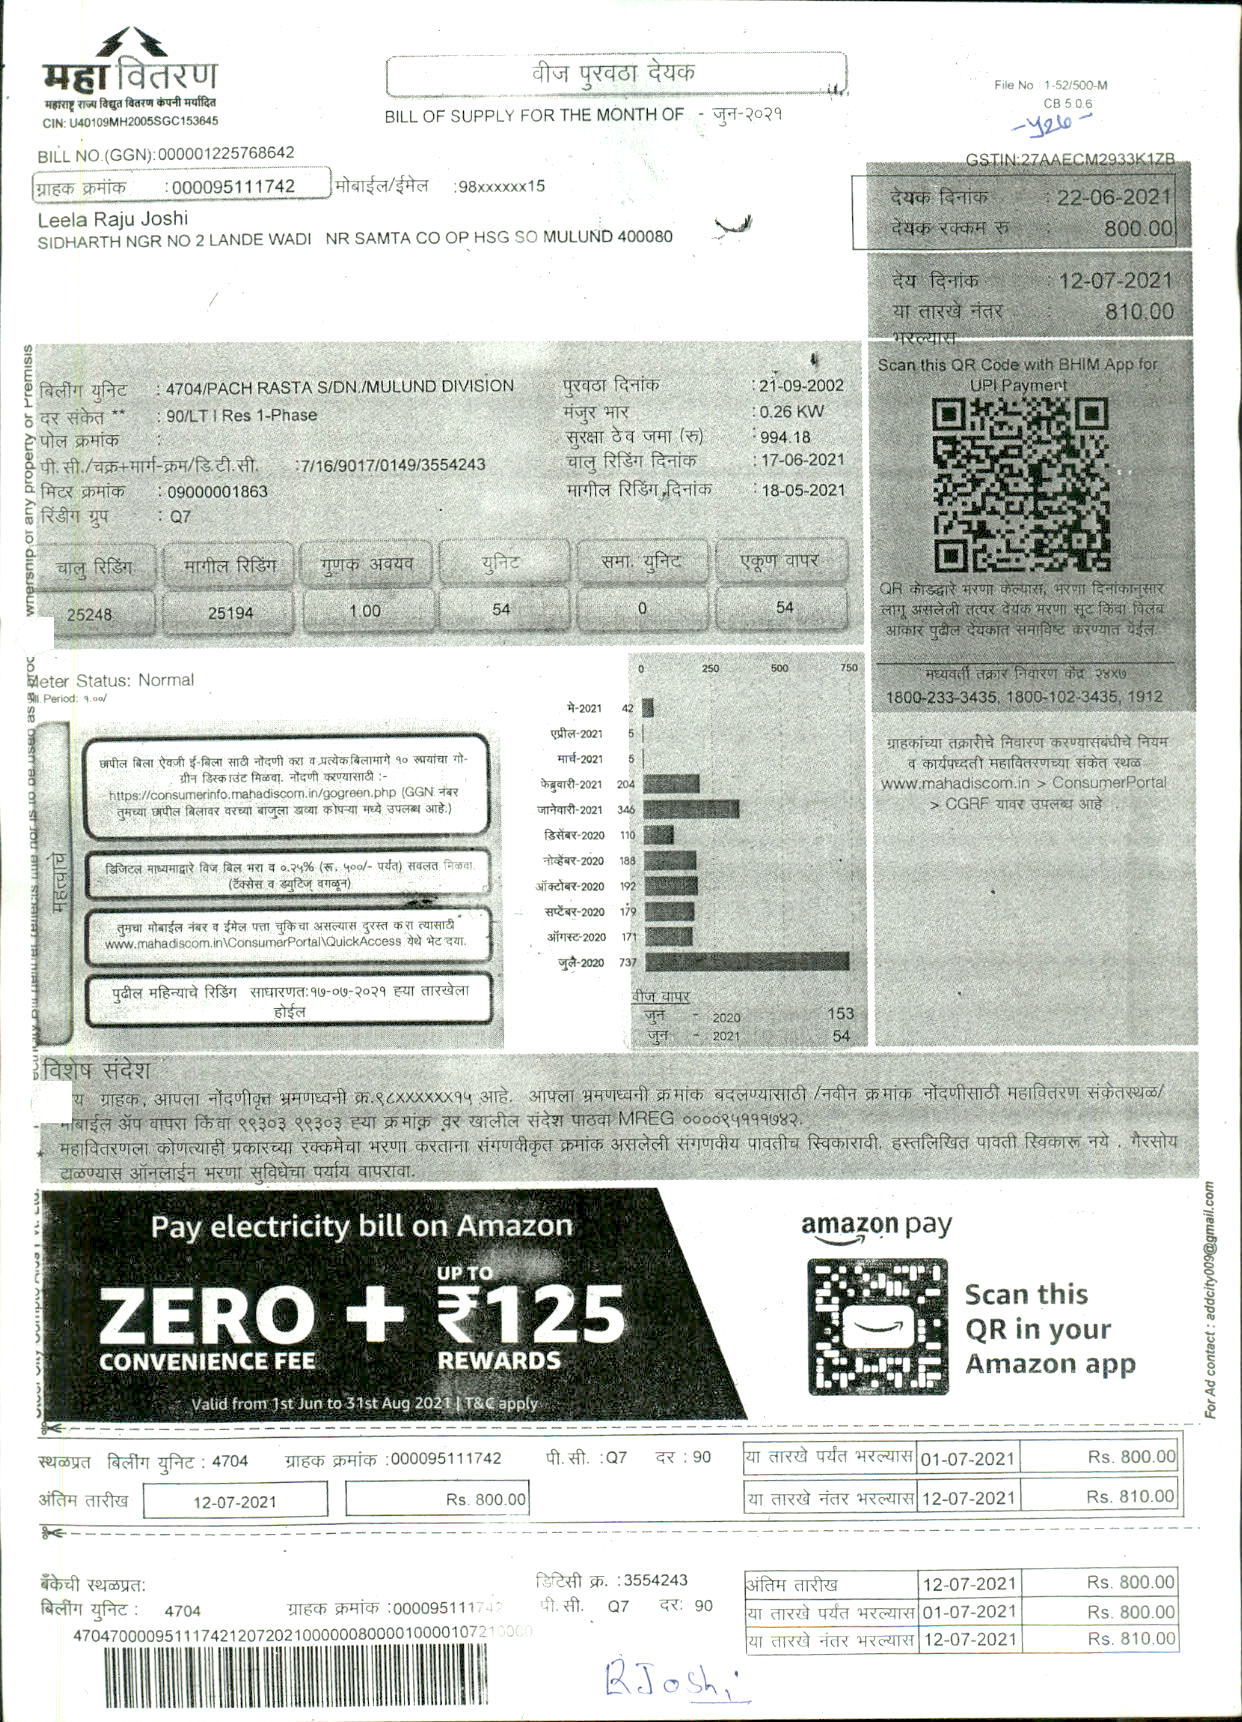 महावितरण
महाराष्ट्र राज्य विद्युत वितरण कंपनी मर्यादित
CIN: U40109MH2005SGC153645
वीज पुरवठा देयक
BILL OF SUPPLY FOR THE MONTH OF - जुन-२०२१
File No : 1-52/500-M
CB 5.0.6
BILL NO.(GGN):000001225768642
GSTIN:27AAECM2933K1ZB
ग्राहक क्रमांक :000095111742 मोबाईल/ईमेल :98xxxxxx15
Leela Raju Joshi
SIDHARTH NGR NO 2 LANDE WADI NR SAMTA CO OP HSG SO MULUND 400080
देयक दिनांक : 22-06-2021
देयक रक्कम रु : 800.00
देय दिनांक : 12-07-2021
या तारखे नंतर : 810.00
भरल्यास
बिलींग युनिट : 4704/PACH RASTA S/DN./MULUND DIVISION
दर संकेत ** : 90/LT I Res 1-Phase
पोल क्रमांक :
पी.सी./चक्र+मार्ग-क्रम/डि.टी.सी. :7/16/9017/0149/3554243
मिटर क्रमांक : 09000001863
रिडींग ग्रुप : Q7
पुरवठा दिनांक : 21-09-2002
मंजुर भार : 0.26 KW
सुरक्षा ठेव जमा (रु) : 994.18
चालु रिडिंग दिनांक : 17-06-2021
मागील रिडिंग दिनांक : 18-05-2021
चालु रिडिंग मागील रिडिंग गुणक अवयव युनिट समा. युनिट एकूण वापर
25248 25194 1.00 54 0 54
Scan this QR Code with BHIM App for
UPI Payment
QR कोडद्वारे भरणा केल्यास, भरणा दिनांकानुसार
लागू असलेली तत्पर देयक भरणा सूट किंवा विलंब
आकार पुढील देयकात समाविष्ट करण्यात येईल.
मध्यवर्ती तक्रार निवारण केंद्र २४X७
1800-233-3435, 1800-102-3435, 1912
ग्राहकांच्या तक्रारीचे निवारण करण्यासंबंधीचे नियम
व कार्यपध्दती महावितरणच्या संकेत स्थळ
www.mahadiscom.in > ConsumerPortal
> CGRF यावर उपलब्ध आहे
Meter Status: Normal
Bill Period: १.००/
महत्वाचे
छापील बिला ऐवजी ई-बिला साठी नोंदणी करा व प्रत्येक बिलामागे १० रूपयांचा गो-
ग्रीन डिस्काउंट मिळवा. नोंदणी करण्यासाठी :-
https://consumerinfo.mahadiscom.in/gogreen.php (GGN नंबर
तुमच्या छापील बिलावर वरच्या बाजुला डाव्या कोपऱ्या मध्ये उपलब्ध आहे.)
डिजिटल माध्यमाद्वारे विज बिल भरा व ०.२५% (रू. ५००/- पर्यंत) सवलत मिळवा.
(टॅक्सेस व ड्युटिज् वगळून)
तुमचा मोबाईल नंबर व ईमेल पत्ता चुकिचा असल्यास दुरुस्त करा त्यासाठी
www.mahadiscom.in\ConsumerPortal\QuickAccess येथे भेट दया.
पुढील महिन्याचे रिडिंग साधारणत:१७-०७-२०२१ ह्या तारखेला
होईल
0 250 500 750
मे-2021 42
एप्रील-2021 5
मार्च-2021 5
फेब्रुवारी-2021 204
जानेवारी-2021 346
डिसेंबर-2020 110
नोव्हेंबर-2020 188
ऑक्टोबर-2020 192
सप्टेंबर-2020 179
ऑगस्ट-2020 171
जुलै-2020 737
वीज वापर
जुन - 2020 153
जुन - 2021 54
विशेष संदेश
य ग्राहक, आपला नोंदणीकृत भ्रमणध्वनी क्र.९८XXXXXX१५ आहे. आपला भ्रमणध्वनी क्रमांक बदलण्यासाठी /नवीन क्रमांक नोंदणीसाठी महावितरण संकेतस्थळ/
मोबाईल ॲप वापरा किंवा ९९३०३ ९९३०३ ह्या क्रमांक वर खालील संदेश पाठवा MREG ००००९५१११७४२.
* महावितरणला कोणत्याही प्रकारच्या रक्कमेचा भरणा करताना संगणवीकृत क्रमांक असलेली संगणवीय पावतीच स्विकारावी. हस्तलिखित पावती स्विकारू नये . गैरसोय
टाळण्यास ऑनलाईन भरणा सुविधेचा पर्याय वापरावा.
Pay electricity bill on Amazon
ZERO + UP TO ₹125
CONVENIENCE FEE REWARDS
Valid from 1st Jun to 31st Aug 2021 | T&C apply
amazon pay
Scan this
QR in your
Amazon app
For Ad contact : addcity009@gmail.com
स्थळप्रत बिलींग युनिट : 4704 ग्राहक क्रमांक :000095111742 पी.सी. :Q7 दर : 90 या तारखे पर्यंत भरल्यास 01-07-2021 Rs. 800.00
अंतिम तारीख 12-07-2021 Rs. 800.00 या तारखे नंतर भरल्यास 12-07-2021 Rs. 810.00
बँकेची स्थळप्रत: डिटिसी क्र. :3554243 अंतिम तारीख 12-07-2021 Rs. 800.00
बिलींग युनिट : 4704 ग्राहक क्रमांक :000095111742 पी.सी. Q7 दर: 90 या तारखे पर्यंत भरल्यास 01-07-2021 Rs. 800.00
या तारखे नंतर भरल्यास 12-07-2021 Rs. 810.00
RJoshi